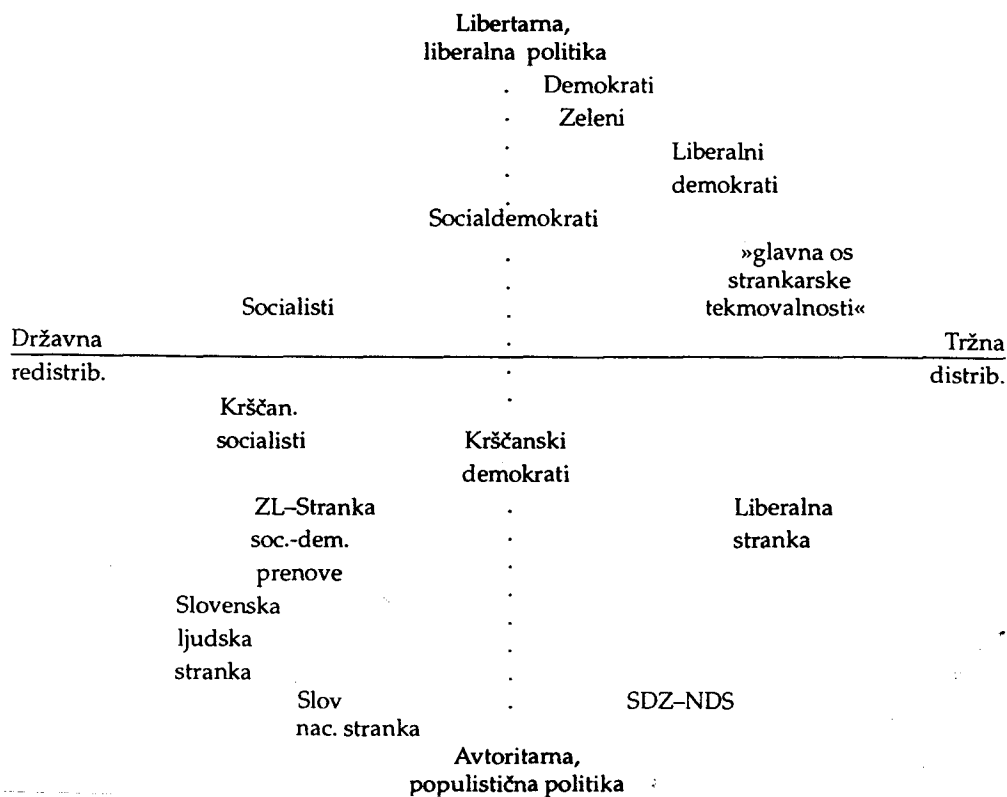 Libertarna,
liberalna politika
Demokrati
Zeleni
Liberalni
demokrati
Socialdemokrati
»glavna os
strankarske
tekmovalnosti«
Socialisti
Državna
Tržna
redistrib.
distrib.
Krščan.
socialisti
Krščanski
demokrati
ZL–Stranka
soc.-dem.
prenove
Liberalna
stranka
Slovenska
ljudska
stranka
Slov
nac. stranka
SDZ–NDS
Avtoritarna,
populistična politika